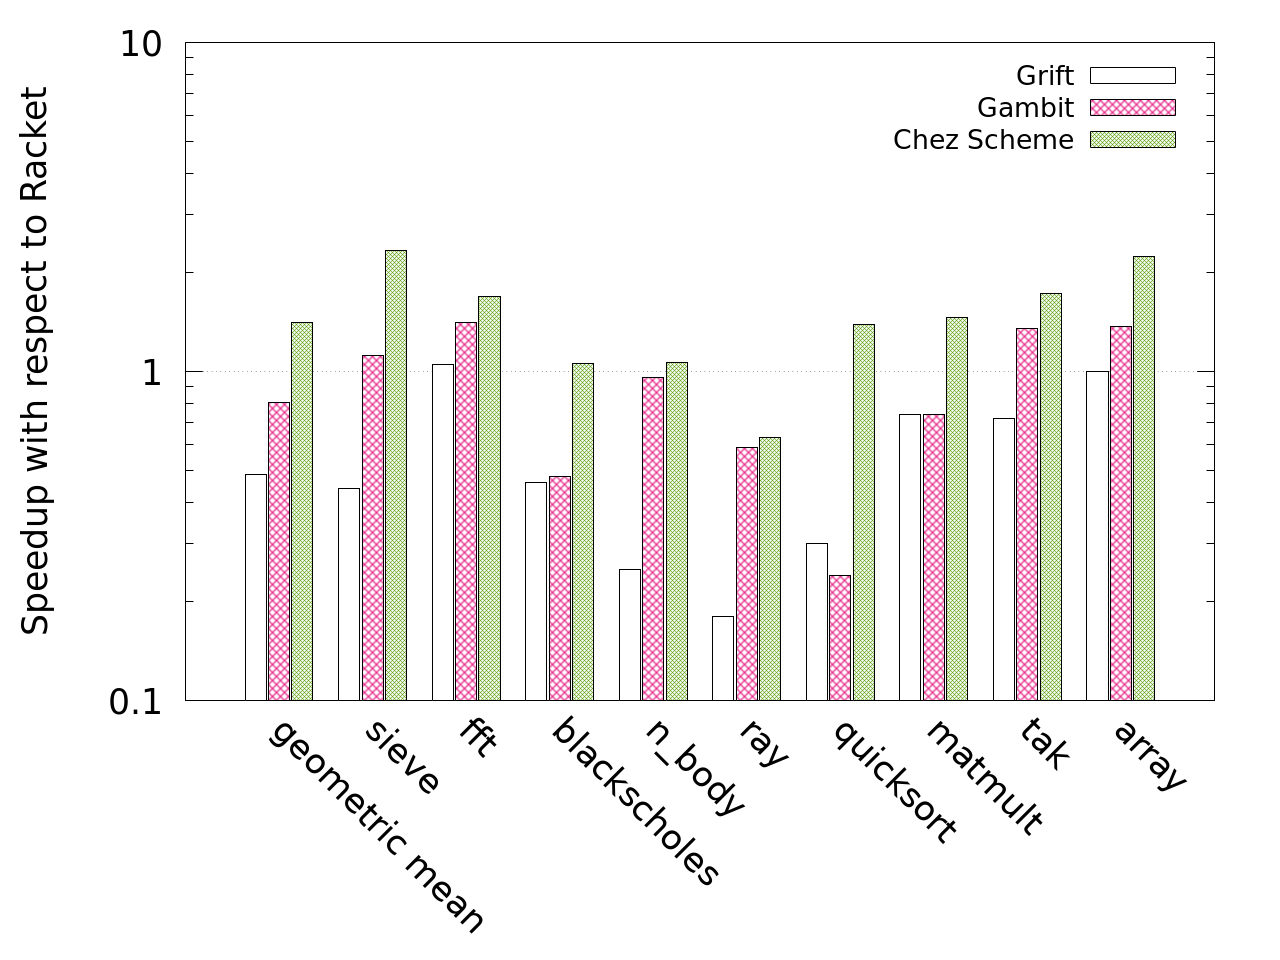 10
1
0.1
Speedup with respect to Racket
Grift
Gambit
Chez Scheme
geometric mean
sieve
fft
blackscholes
n_body
ray
quicksort
matmult
tak
array